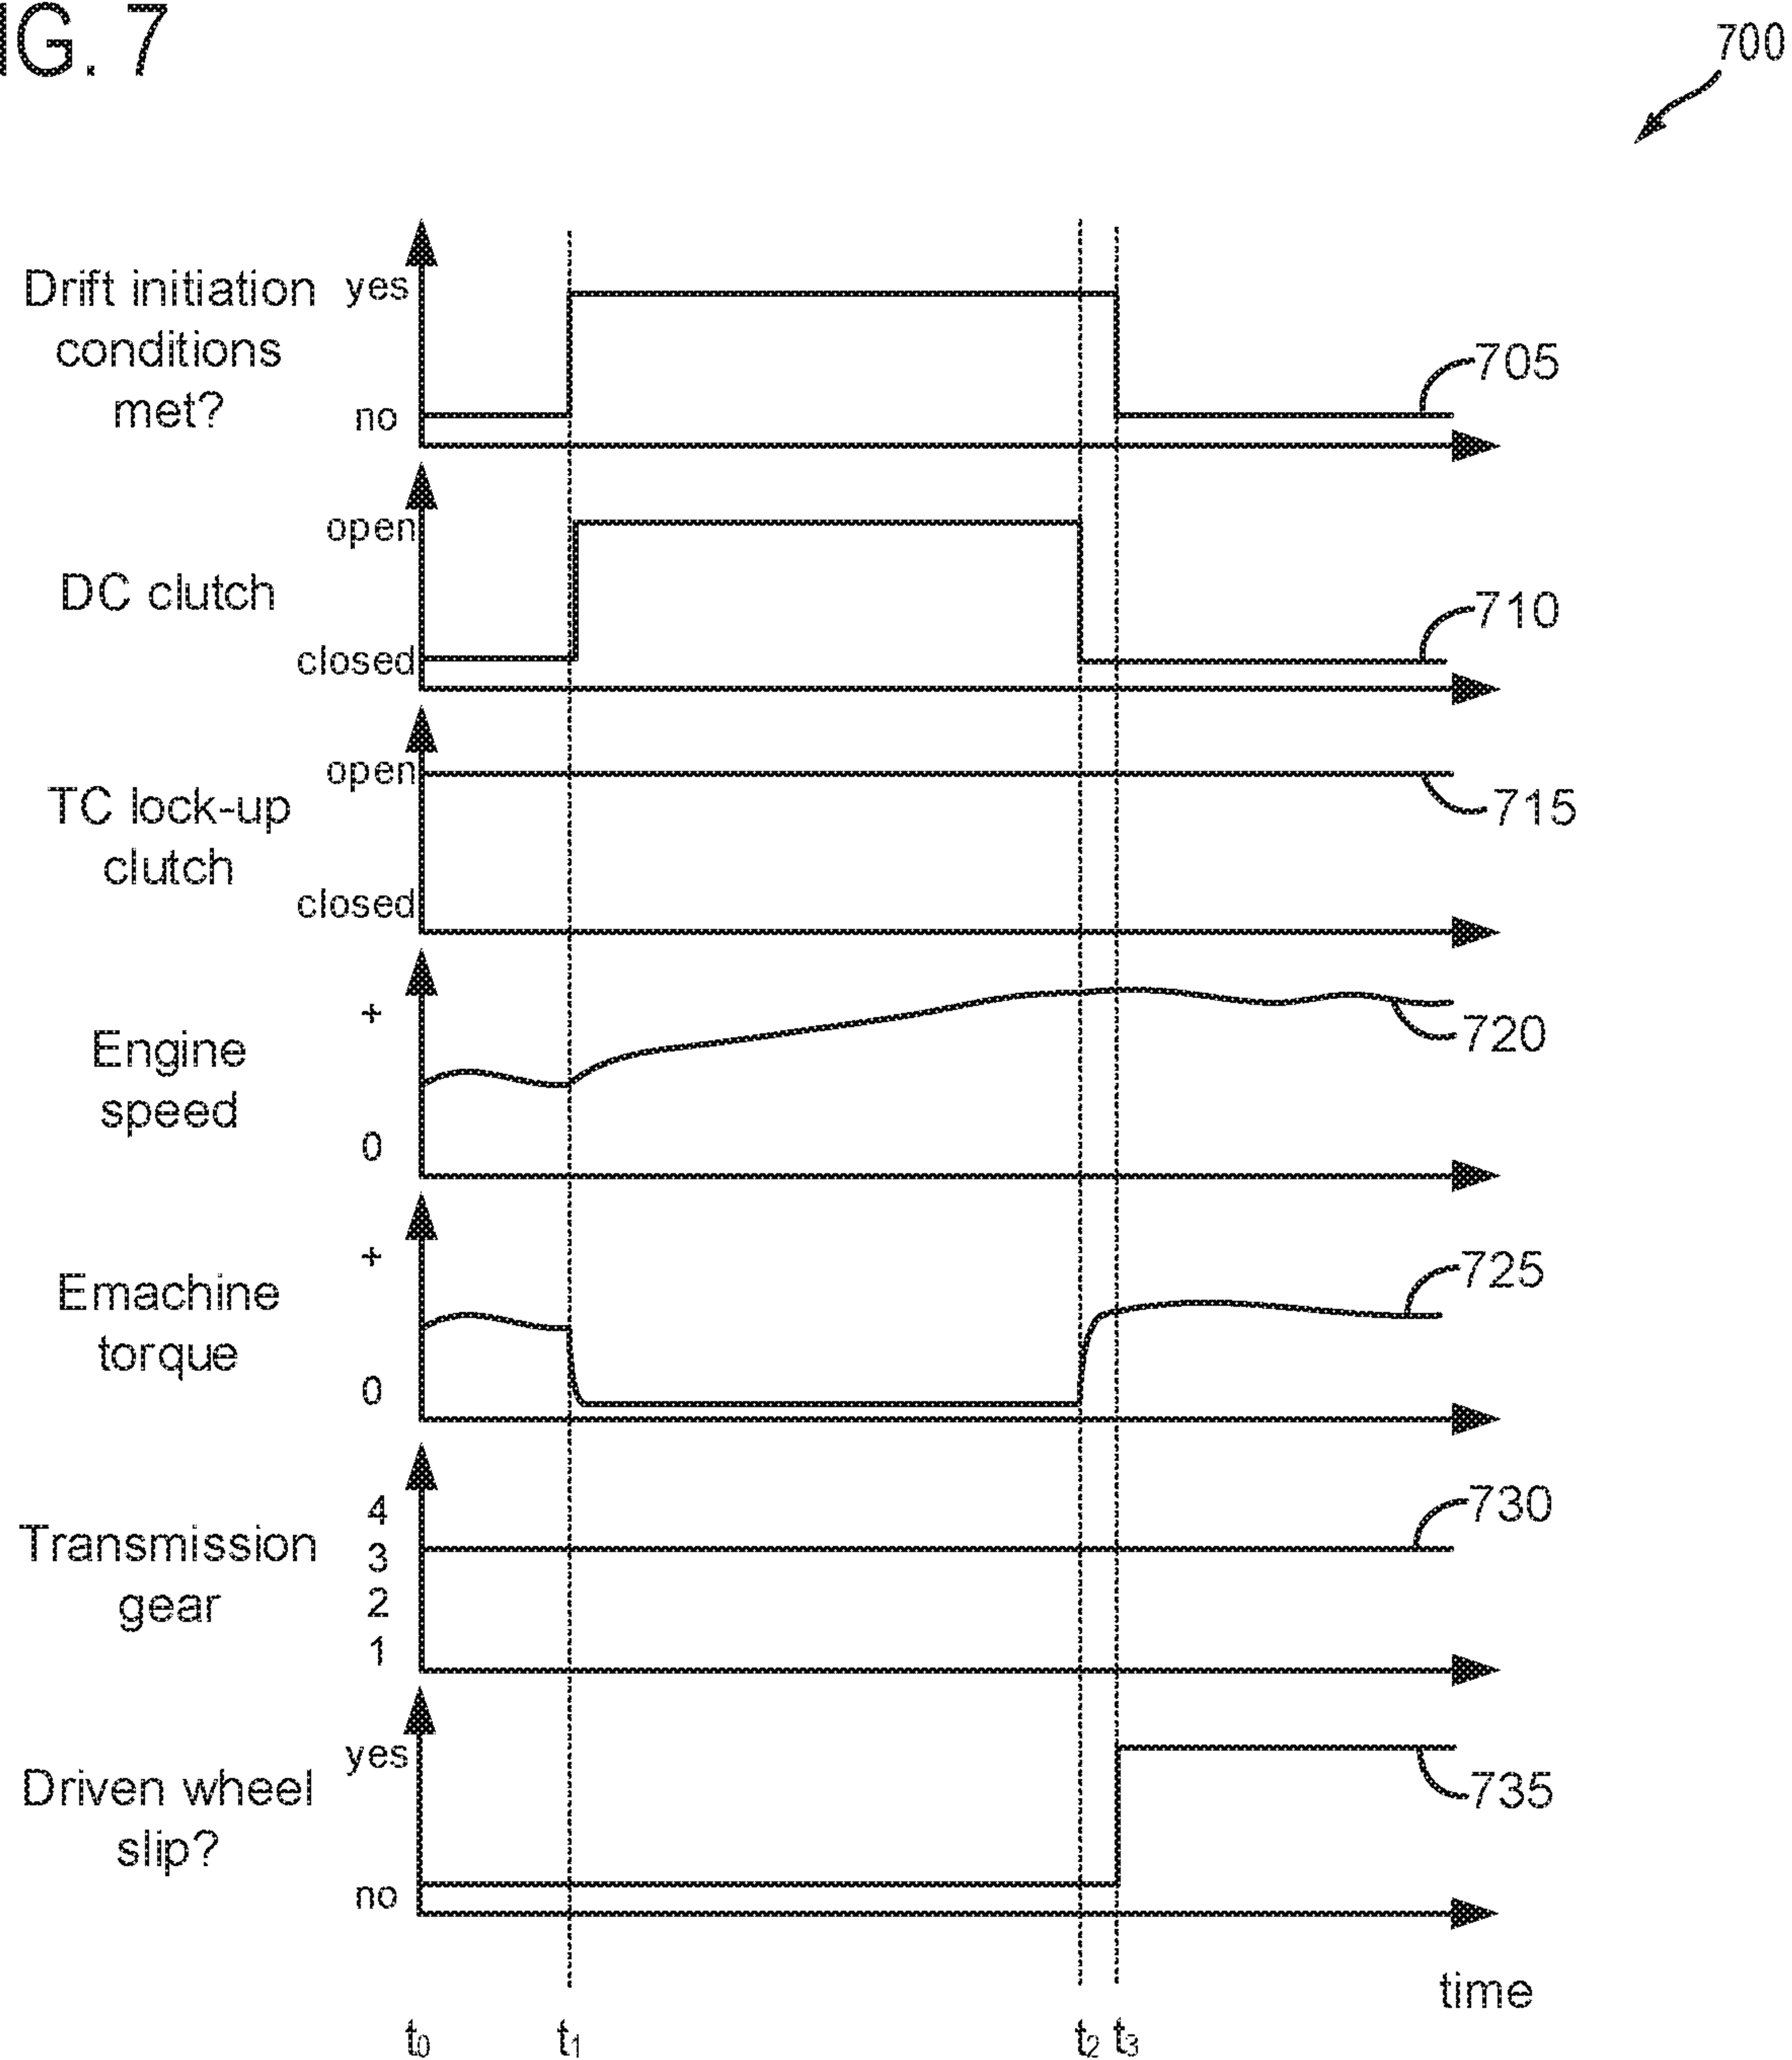 IG. 7
700
Drift initiation
conditions
met?
yes
no
705
DC clutch
open
closed
710
TC lock-up
clutch
open
closed
715
Engine
speed
+
0
720
Emachine
torque
+
0
725
Transmission
gear
4
3
2
1
730
Driven wheel
slip?
yes
no
735
time
t0 t1 t2 t3